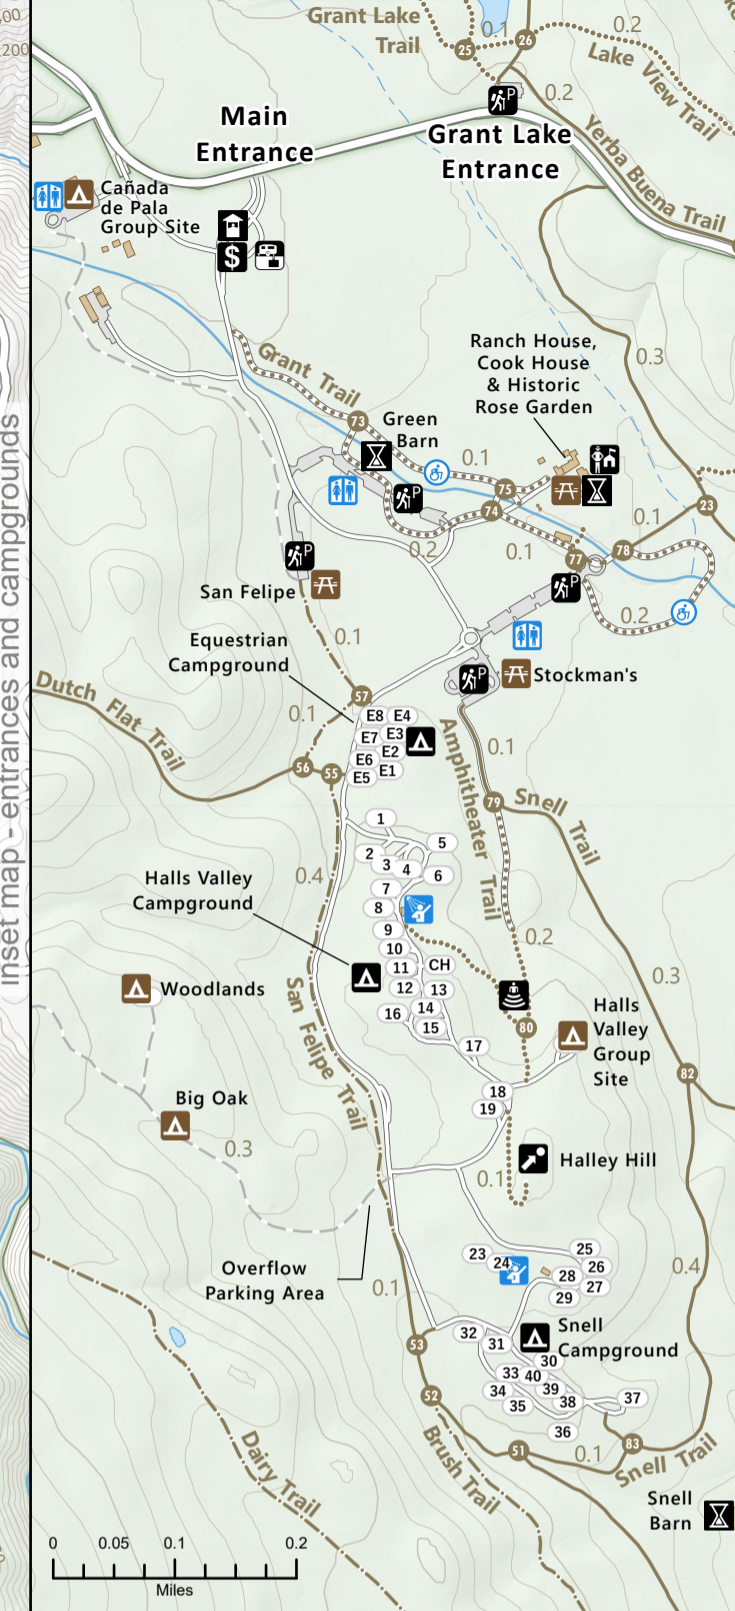 Grant Lake
Trail
0.1
0.2
25
26
Lake View Trail
0.2
P
Main
Entrance
Grant Lake
Entrance
Yerba Buena Trail
Cañada
de Pala
Group Site
$
200
Ranch House,
Cook House
& Historic
Rose Garden
0.3
Grant Trail
73
Green
Barn
0.1
P
75
74
0.2
0.1
0.1
23
77
78
P
San Felipe
P
0.2
0.1
Equestrian
Campground
P
Stockman's
Dutch Flat Trail
57
0.1
E8
E4
E7
E3
E2
E6
E1
E5
56
55
Amphitheater Trail
0.1
79
Snell Trail
1
2
3
4
5
6
7
8
9
10
11
CH
12
13
14
15
16
17
18
19
0.4
Halls Valley
Campground
0.2
0.3
Woodlands
San Felipe Trail
80
Halls
Valley
Group
Site
82
Big Oak
0.3
Halley Hill
0.1
Overflow
Parking Area
0.1
23
24
25
26
27
28
29
0.4
53
32
31
Snell
Campground
30
33
40
34
39
35
38
37
36
52
51
0.1
83
Snell Trail
Brush Trail
Dairy Trail
Snell
Barn
0
0.05
0.1
0.2
Miles
inset map - entrances and campgrounds